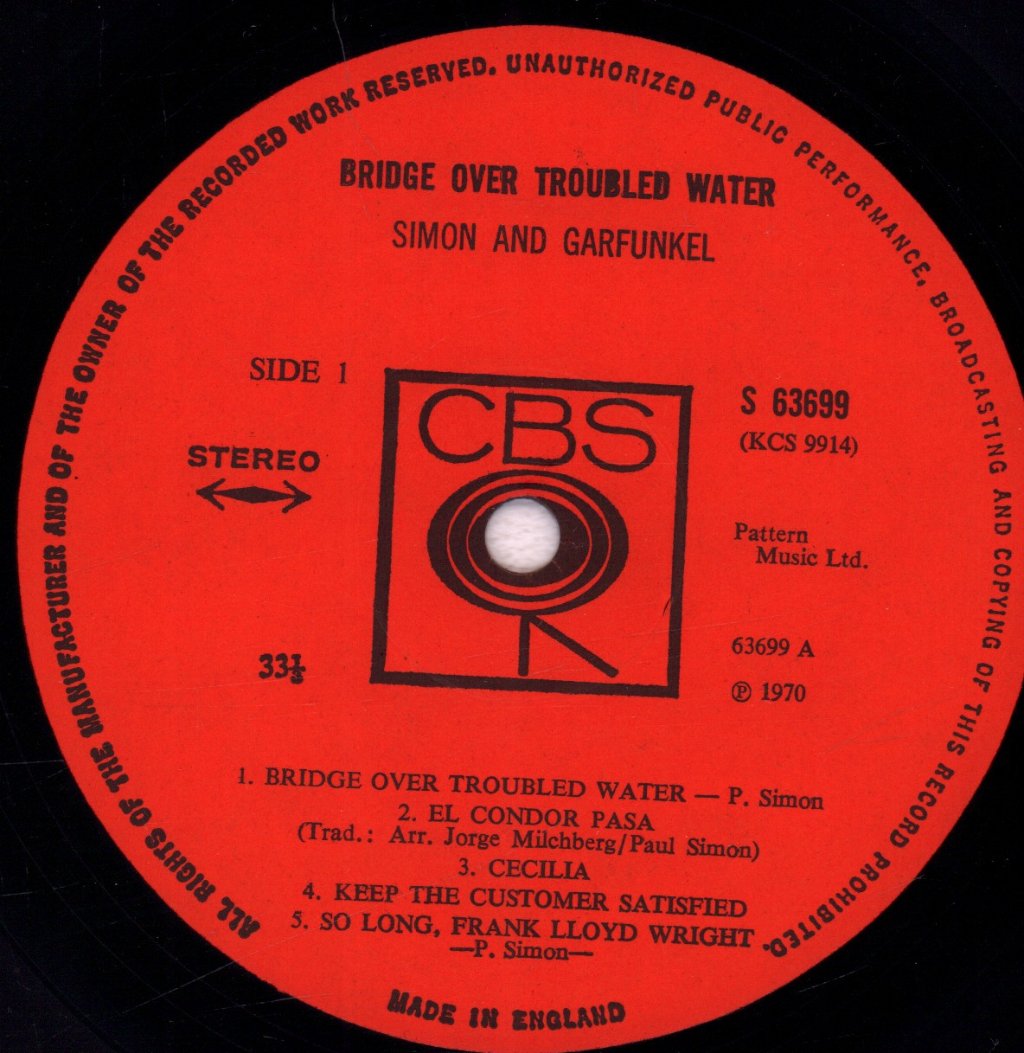 ALL RIGHTS OF THE MANUFACTURER AND OF THE OWNER OF THE RECORDED WORK RESERVED. UNAUTHORIZED PUBLIC PERFORMANCE, BROADCASTING AND COPYING OF THIS RECORD PROHIBITED.
BRIDGE OVER TROUBLED WATER
SIMON AND GARFUNKEL
SIDE 1
STEREO
33⅓
CBS
S 63699
(KCS 9914)
Pattern
Music Ltd.
63699 A
℗ 1970
1. BRIDGE OVER TROUBLED WATER — P. Simon
2. EL CONDOR PASA
(Trad.: Arr. Jorge Milchberg/Paul Simon)
3. CECILIA
4. KEEP THE CUSTOMER SATISFIED
5. SO LONG, FRANK LLOYD WRIGHT
—P. Simon—
MADE IN ENGLAND